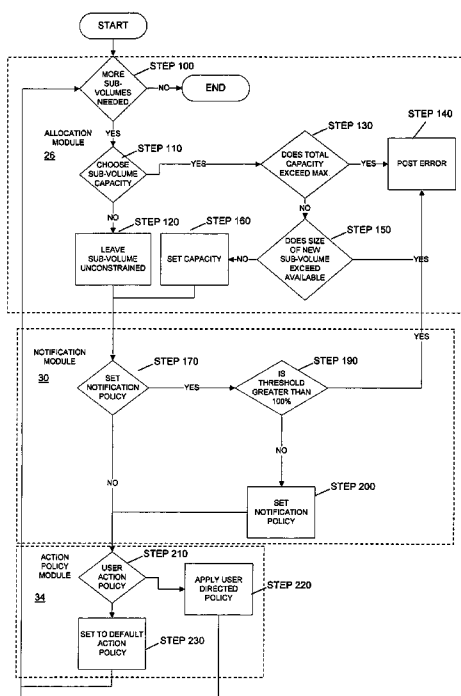 START
STEP 100
MORE
SUB-
VOLUMES
NEEDED
NO
END
YES
ALLOCATION
MODULE
26
STEP 110
CHOOSE
SUB-VOLUME
CAPACITY
YES
STEP 130
DOES TOTAL
CAPACITY
EXCEED MAX.
YES
STEP 140
POST ERROR
NO
NO
STEP 120
LEAVE
SUB-VOLUME
UNCONSTRAINED
STEP 160
SET CAPACITY
NO
STEP 150
DOES SIZE
OF NEW
SUB-VOLUME
EXCEED
AVAILABLE
YES
NOTIFICATION
MODULE
30
STEP 170
SET
NOTIFICATION
POLICY
YES
STEP 190
IS
THRESHOLD
GREATER THAN
100%
YES
NO
NO
STEP 200
SET
NOTIFICATION
POLICY
ACTION
POLICY
MODULE
34
STEP 210
USER
ACTION
POLICY
APPLY USER
DIRECTED
POLICY
STEP 220
SET TO DEFAULT
ACTION
POLICY
STEP 230